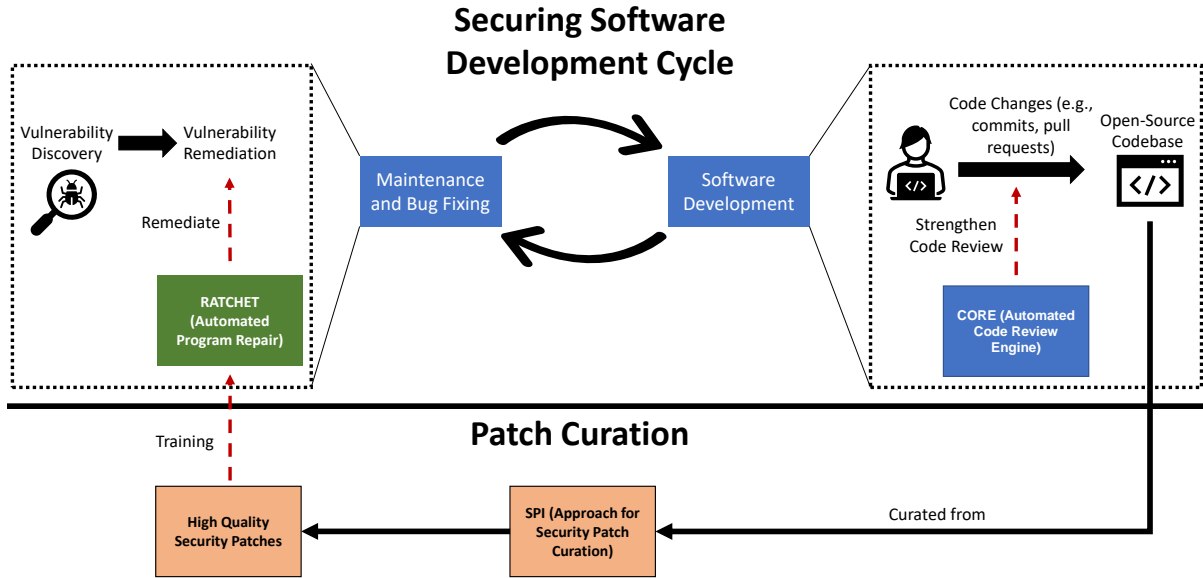 Securing Software
Development Cycle
Vulnerability
Discovery
Vulnerability
Remediation
Remediate
RATCHET
(Automated
Program Repair)
Maintenance
and Bug Fixing
Software
Development
Code Changes (e.g.,
commits, pull
requests)
Open-Source
Codebase
</>
</>
Strengthen
Code Review
CORE (Automated
Code Review
Engine)
Patch Curation
Training
High Quality
Security Patches
SPI (Approach for
Security Patch
Curation)
Curated from